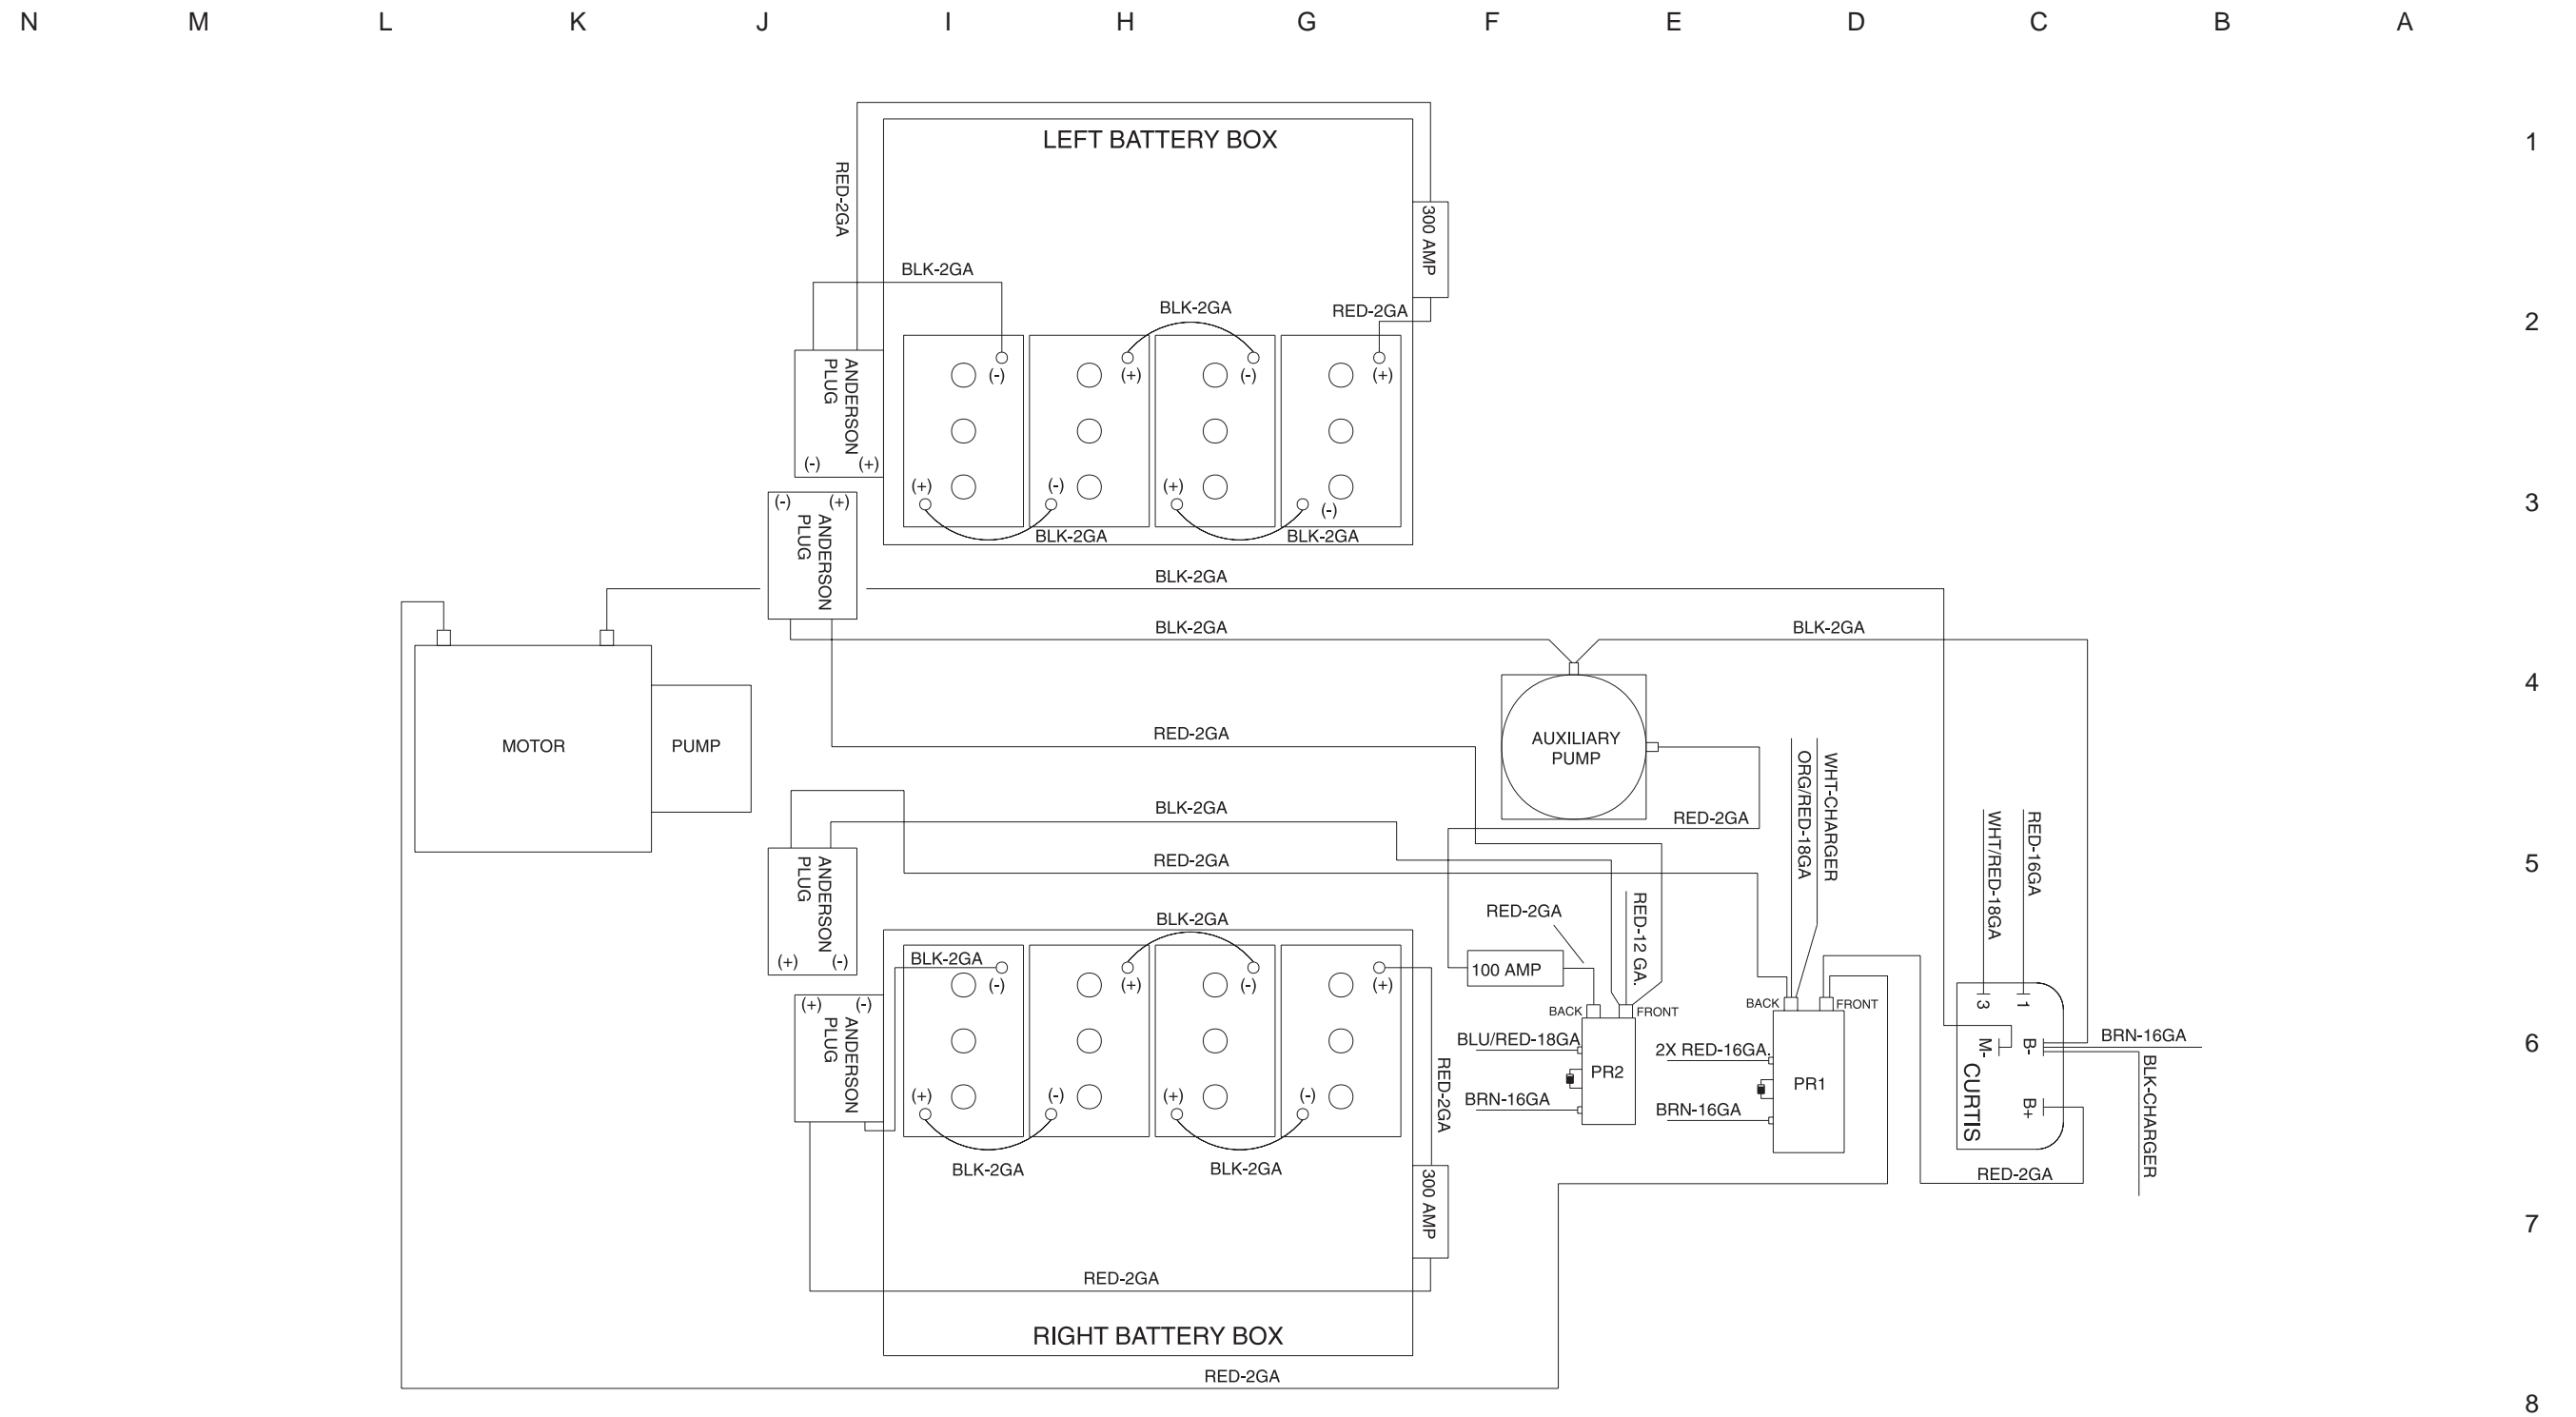 N M L K J I H G F E D C B A
1
2
3
4
5
6
7
8
LEFT BATTERY BOX
RED-2GA
300 AMP
BLK-2GA
BLK-2GA
RED-2GA
ANDERSON
PLUG
(-) (+)
(-) (+) (-) (+)
(+) (-) (+) (-)
BLK-2GA
BLK-2GA
(-) (+)
ANDERSON
PLUG
BLK-2GA
BLK-2GA
BLK-2GA
MOTOR
PUMP
RED-2GA
AUXILIARY
PUMP
RED-2GA
WHT-CHARGER
ORG/RED-18GA
RED-16GA
WHT/RED-18GA
BLK-2GA
RED-2GA
ANDERSON
PLUG
(+) (-)
BLK-2GA
BLK-2GA
(-) (+) (-) (+)
(+) (-) (+) (-)
BLK-2GA
BLK-2GA
(+) (-)
ANDERSON
PLUG
RED-2GA
300 AMP
RED-2GA
RIGHT BATTERY BOX
RED-2GA
RED-2GA
100 AMP
RED-12 GA.
BACK
FRONT
BLU/RED-18GA
PR2
BRN-16GA
BACK
FRONT
2X RED-16GA.
PR1
BRN-16GA
3
1
M-
B-
B+
CURTIS
BRN-16GA
BLK-CHARGER
RED-2GA